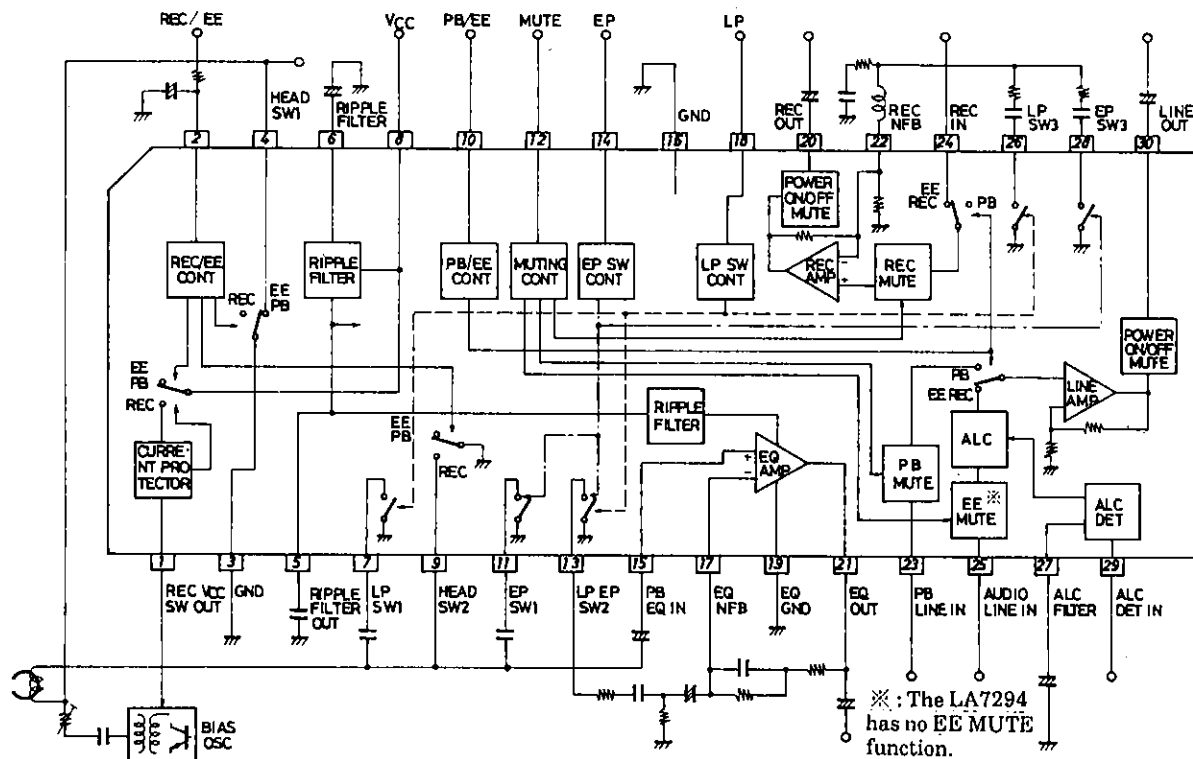 REC/EE
VCC
PB/EE
MUTE
EP
LP
HEAD
SW1
RIPPLE
FILTER
GND
REC
OUT
REC
NFB
REC
IN
LP
SW3
EP
SW3
LINE
OUT
2
4
6
8
10
12
14
16
18
20
22
24
26
28
30
POWER
ON/OFF
MUTE
EE
REC
PB
REC/EE
CONT
RIPPLE
FILTER
PB/EE
CONT
MUTING
CONT
EP SW
CONT
LP SW
CONT
REC
AMP
-
+
REC
MUTE
REC
EE
PB
POWER
ON/OFF
MUTE
EE
PB
REC
PB
EE REC
LINE
AMP
RIPPLE
FILTER
EE
PB
REC
CURRE
NT PRO
TECTOR
+
-
EQ
AMP
PB
MUTE
ALC
EE ※
MUTE
ALC
DET
1
3
5
7
9
11
13
15
17
19
21
23
25
27
29
REC VCC
SW OUT
GND
RIPPLE
FILTER
OUT
LP
SW1
HEAD
SW2
EP
SW1
LP EP
SW2
PB
EQ IN
EQ
NFB
EQ
GND
EQ
OUT
PB
LINE IN
AUDIO
LINE IN
ALC
FILTER
ALC
DET IN
BIAS
OSC
※ : The LA7294
has no EE MUTE
function.